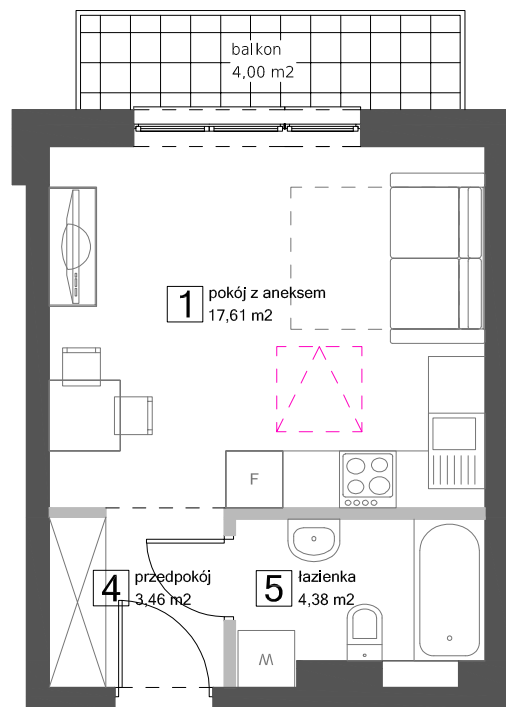 balkon
4,00 m2
1 pokój z aneksem
17,61 m2
F
4 przedpokój
3,46 m2
5 łazienka
4,38 m2
W